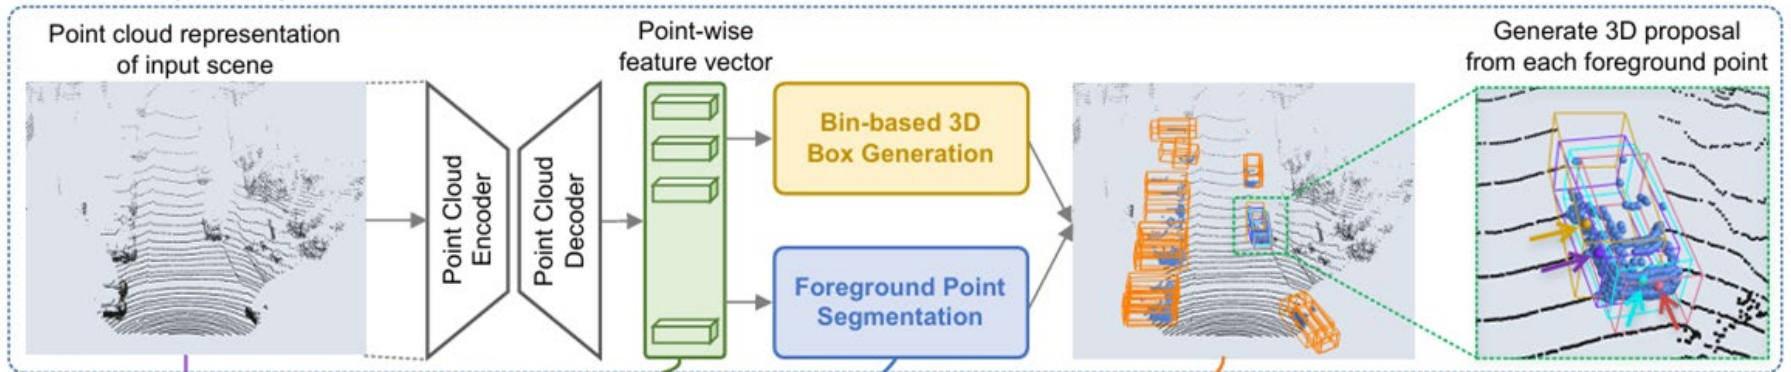 Point cloud representation
of input scene
Point Cloud
Encoder
Point Cloud
Decoder
Point-wise
feature vector
Bin-based 3D
Box Generation
Foreground Point
Segmentation
Generate 3D proposal
from each foreground point